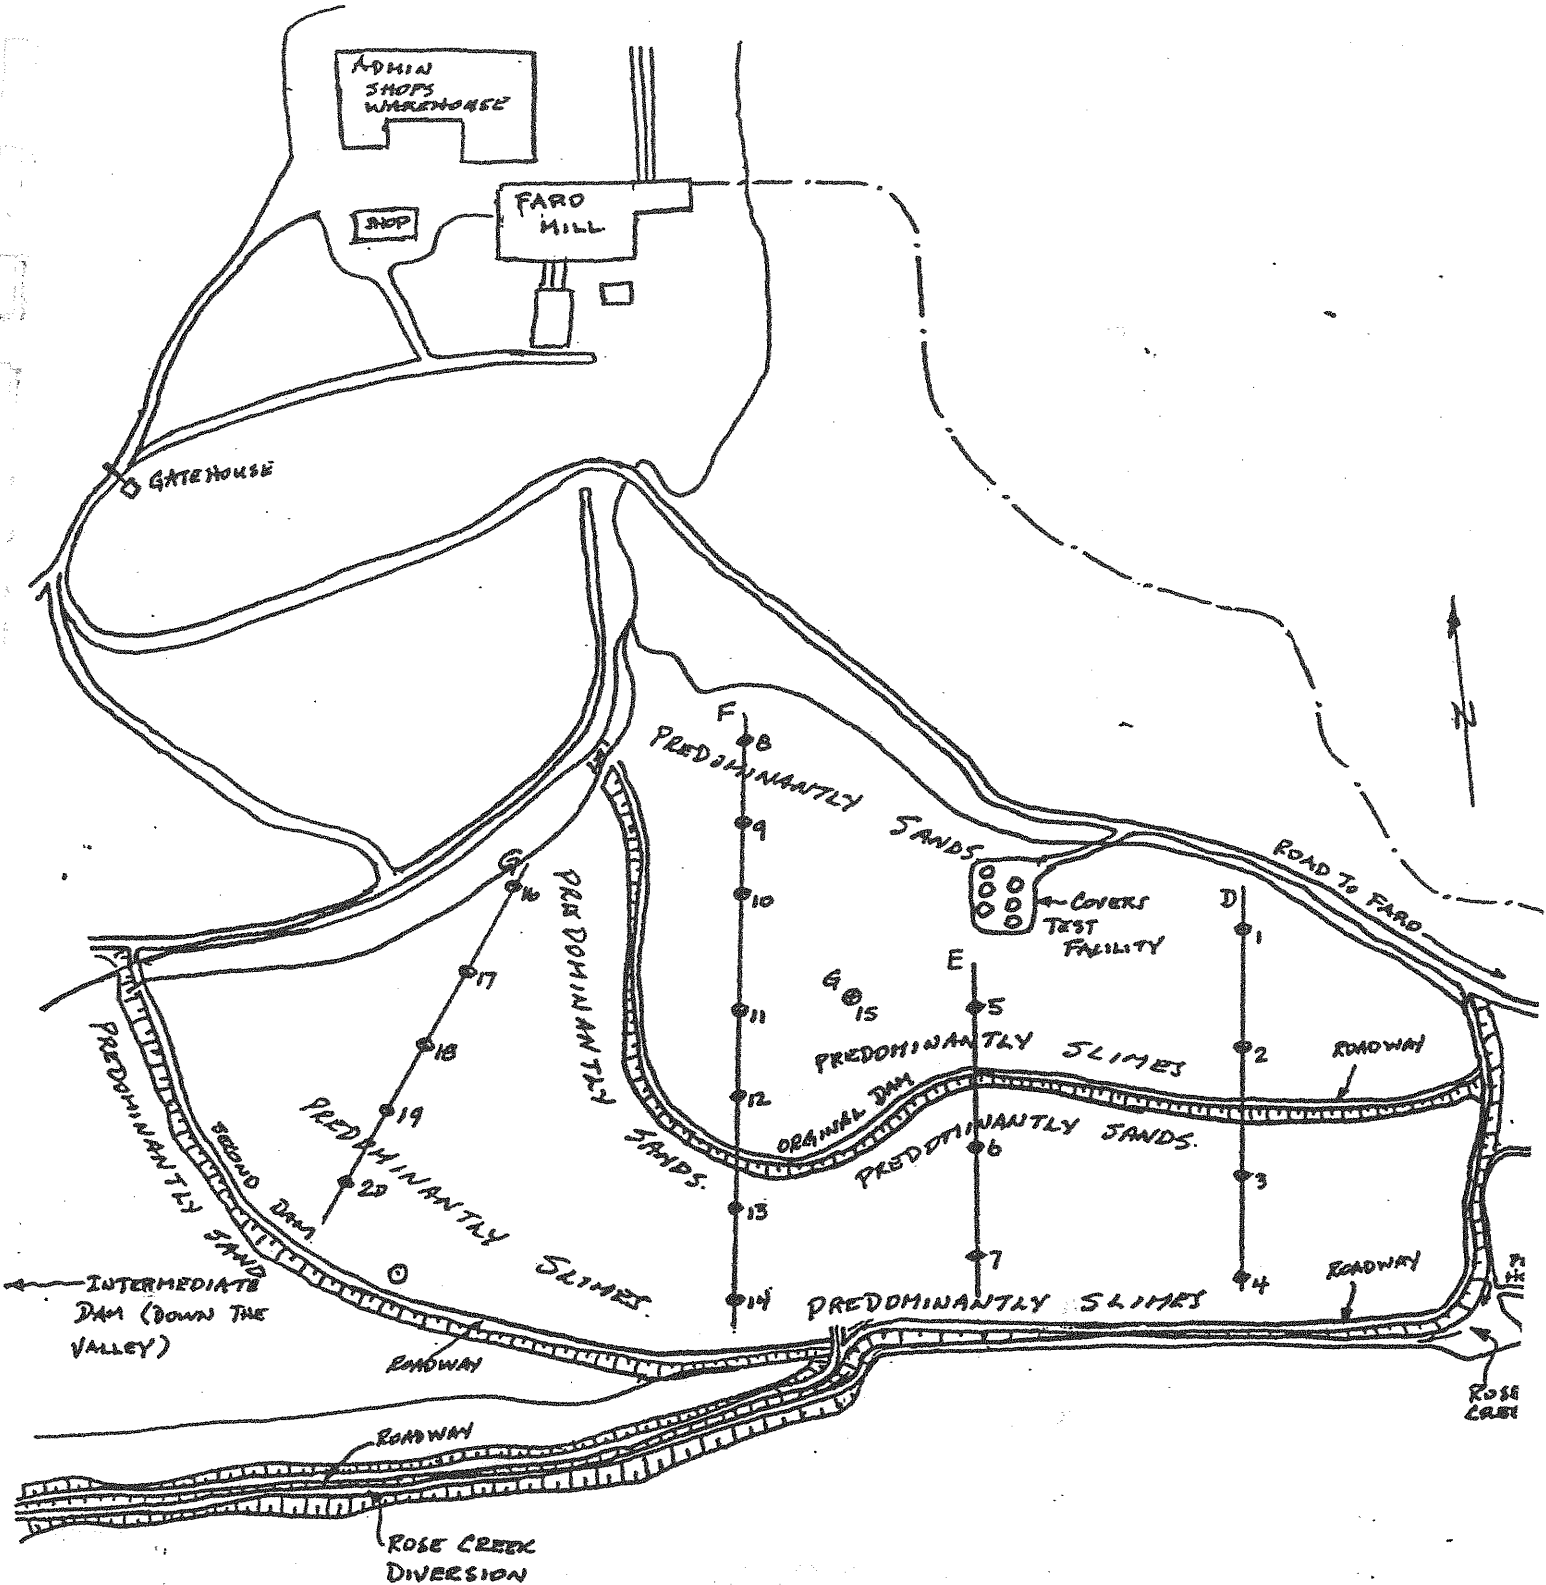 ADMIN
SHOPS
WAREHOUSE
SHOP
FARO
MILL
GATEHOUSE
N
F
8
PREDOMINANTLY SANDS
9
10
ROAD TO FARO
G
16
17
18
19
20
PREDOMINANTLY SANDS.
COVERS
TEST
FACILITY
D
1
E
5
G
15
11
PREDOMINANTLY SLIMES
2
ROADWAY
12
ORGINAL DAM
PREDOMINANTLY SANDS.
6
3
PREDOMINANTLY SAND
SECOND DAM
PREDOMINANTLY SLIMES
13
7
4
14
PREDOMINANTLY SLIMES
ROADWAY
INTERMEDIATE
DAM (DOWN THE
VALLEY)
ROADWAY
ROSE
CREE
ROADWAY
ROSE CREEK
DIVERSION